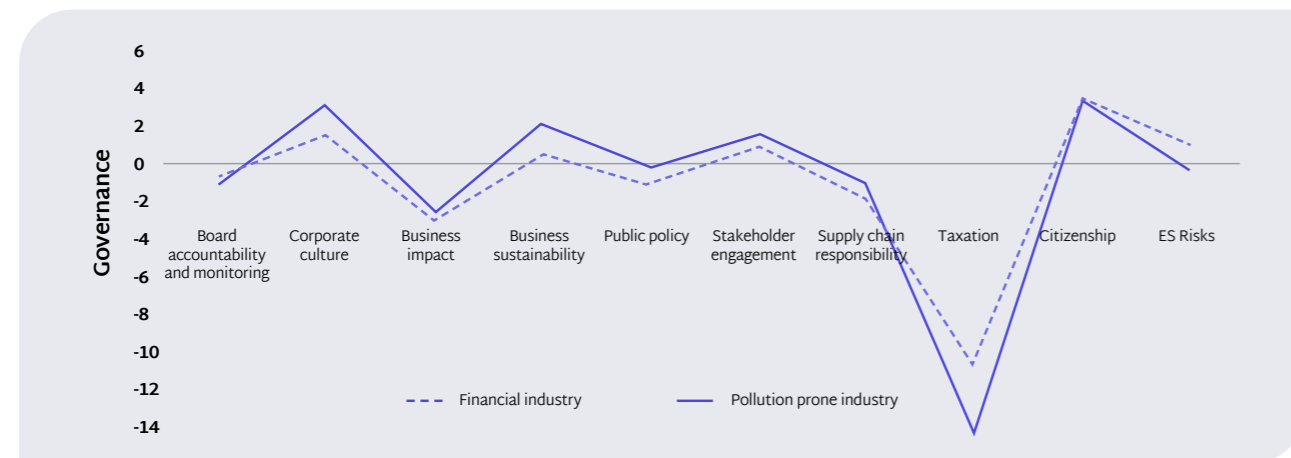 6
4
2
0
-2
-4
-6
-8
-10
-12
-14
Governance
Board
accountability
and monitoring
Corporate
culture
Business
impact
Business
sustainability
Public policy
Stakeholder
engagement
Supply chain
responsibility
Taxation
Citizenship
ES Risks
Financial industry
Pollution prone industry